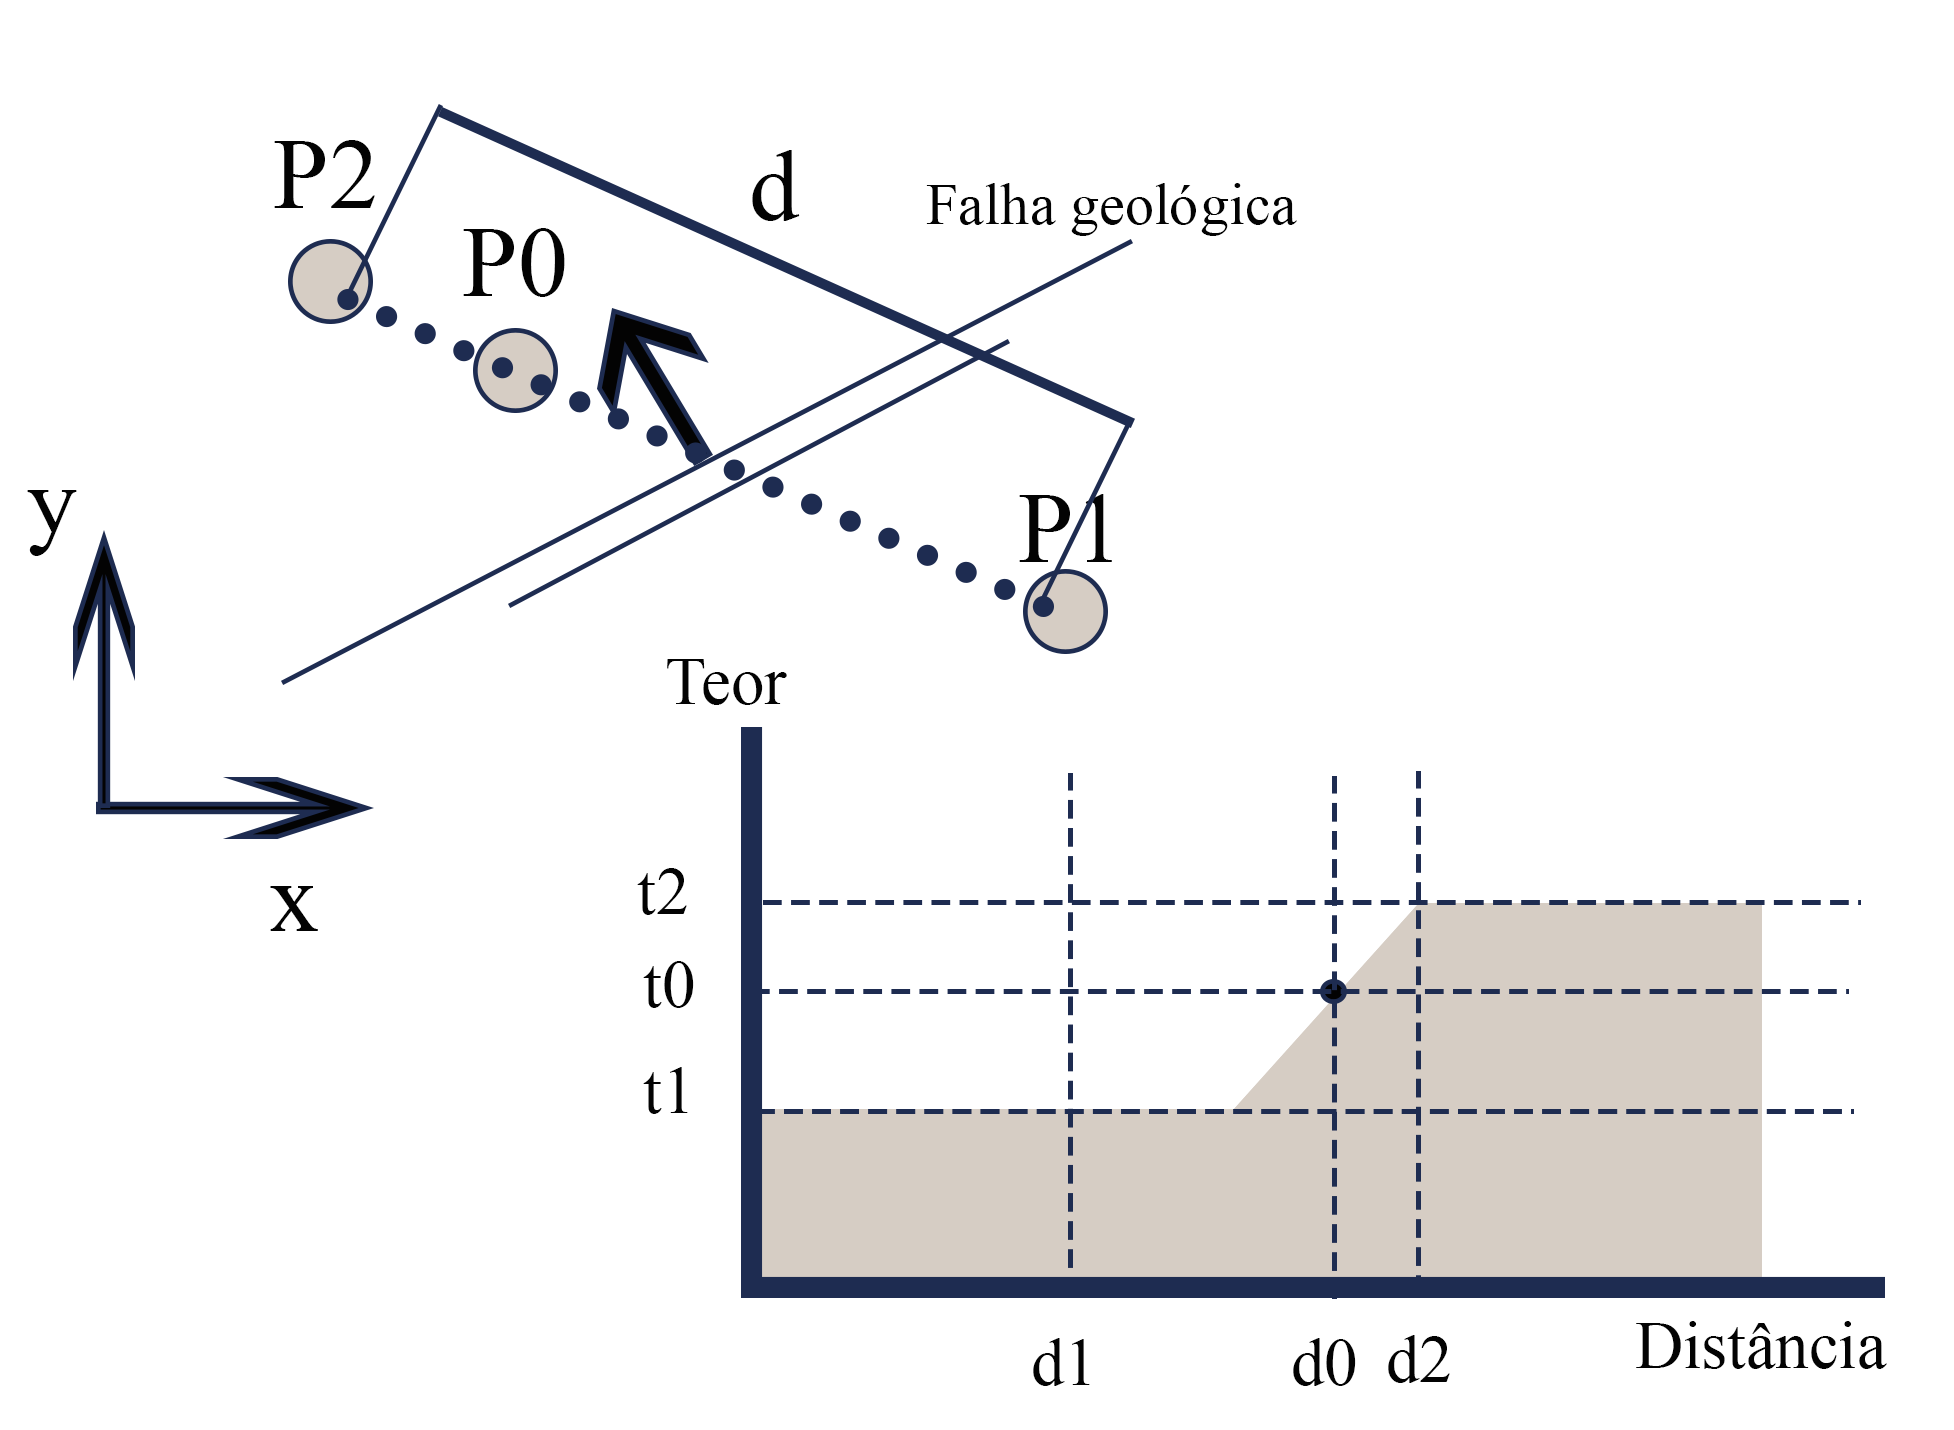 P2
d
Falha geológica
P0
y
P1
Teor
x
t2
t0
t1
Distância
d1
d0
d2